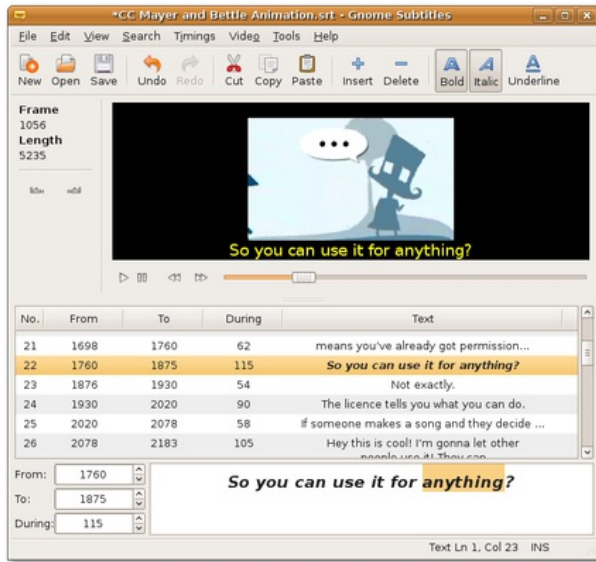 *CC Mayer and Bettle Animation.srt - Gnome Subtitles
File Edit View Search Timings Video Tools Help
New Open Save Undo Redo Cut Copy Paste Insert Delete Bold Italic Underline
Frame
1056
Length
5235
So you can use it for anything?
No. From To During Text
21 1698 1760 62 means you've already got permission...
22 1760 1875 115 So you can use it for anything?
23 1876 1930 54 Not exactly.
24 1930 2020 90 The licence tells you what you can do.
25 2020 2078 58 If someone makes a song and they decide ...
26 2078 2183 105 Hey this is cool! I'm gonna let other
people use it! They can
From: 1760
To: 1875
During: 115
So you can use it for anything?
Text Ln 1, Col 23 INS